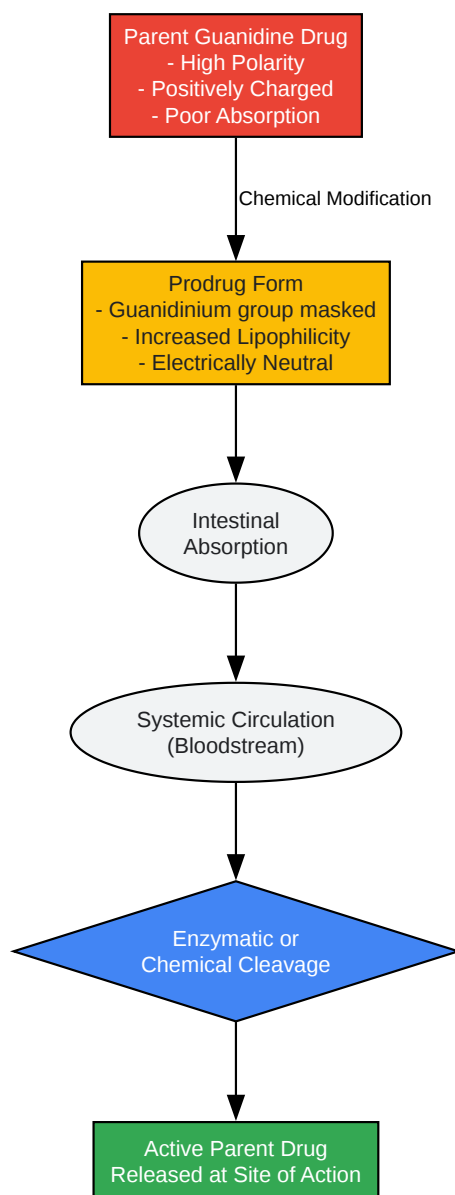 Parent Guanidine Drug
- High Polarity
- Positively Charged
- Poor Absorption
Chemical Modification
Prodrug Form
- Guanidinium group masked
- Increased Lipophilicity
- Electrically Neutral
Intestinal
Absorption
Systemic Circulation
(Bloodstream)
Enzymatic or
Chemical Cleavage
Active Parent Drug
Released at Site of Action